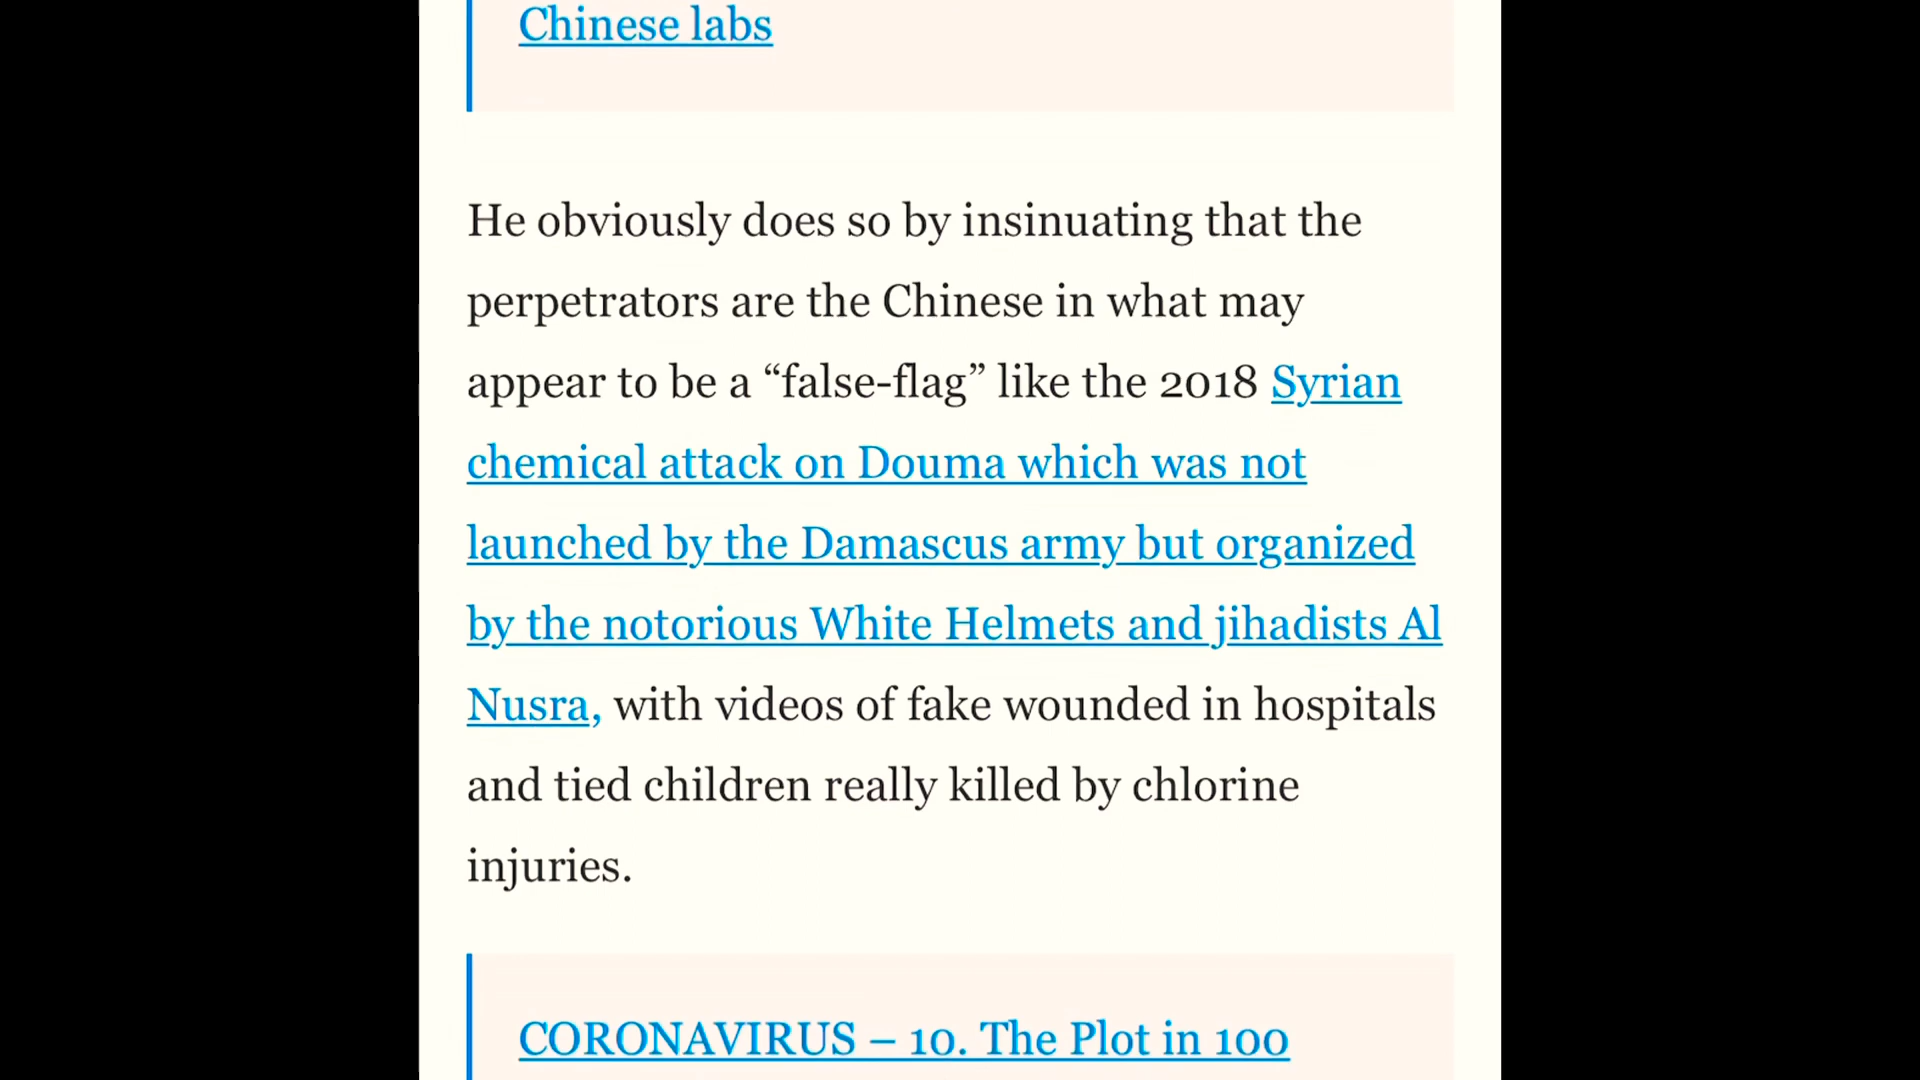 Chinese labs
He obviously does so by insinuating that the
perpetrators are the Chinese in what may
appear to be a “false-flag” like the 2018 Syrian
chemical attack on Douma which was not
launched by the Damascus army but organized
by the notorious White Helmets and jihadists Al
Nusra, with videos of fake wounded in hospitals
and tied children really killed by chlorine
injuries.
CORONAVIRUS – 10. The Plot in 100